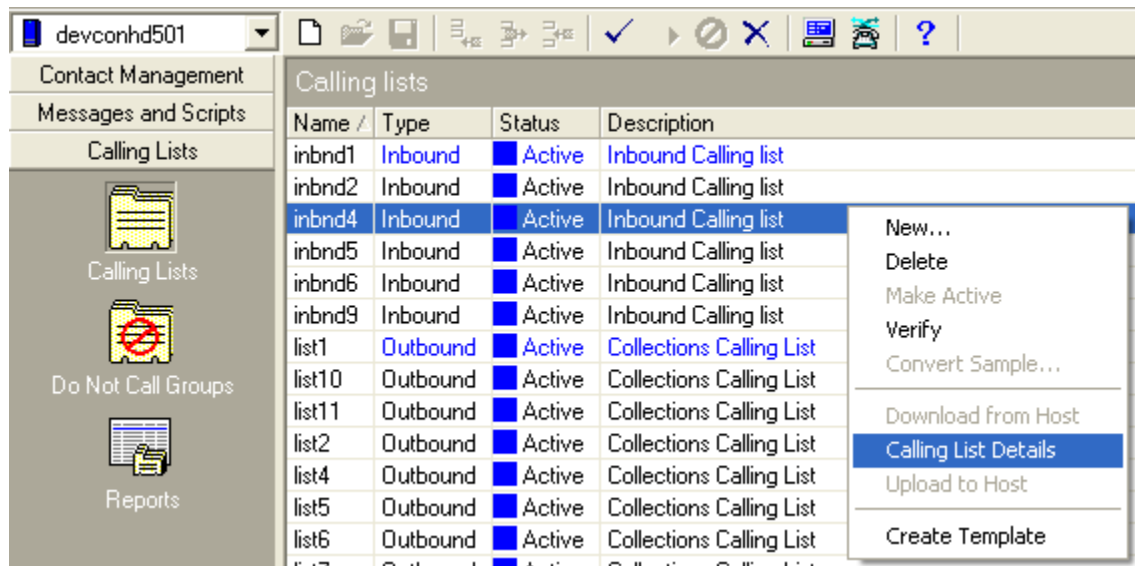 devconhd501
Contact Management
Messages and Scripts
Calling Lists
Calling Lists
Do Not Call Groups
Reports
Calling lists
Name Type Status Description
inbnd1 Inbound Active Inbound Calling list
inbnd2 Inbound Active Inbound Calling list
inbnd4 Inbound Active Inbound Calling list
inbnd5 Inbound Active Inbound Calling list
inbnd6 Inbound Active Inbound Calling list
inbnd9 Inbound Active Inbound Calling list
list1 Outbound Active Collections Calling List
list10 Outbound Active Collections Calling List
list11 Outbound Active Collections Calling List
list2 Outbound Active Collections Calling List
list4 Outbound Active Collections Calling List
list5 Outbound Active Collections Calling List
list6 Outbound Active Collections Calling List
New...
Delete
Make Active
Verify
Convert Sample...
Download from Host
Calling List Details
Upload to Host
Create Template